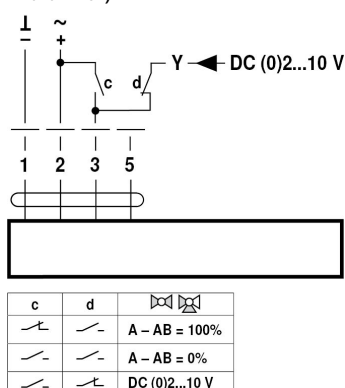 ⊥ ~
– +
c d Y DC (0)2...10 V
1 2 3 5
c d
A – AB = 100%
A – AB = 0%
DC (0)2...10 V